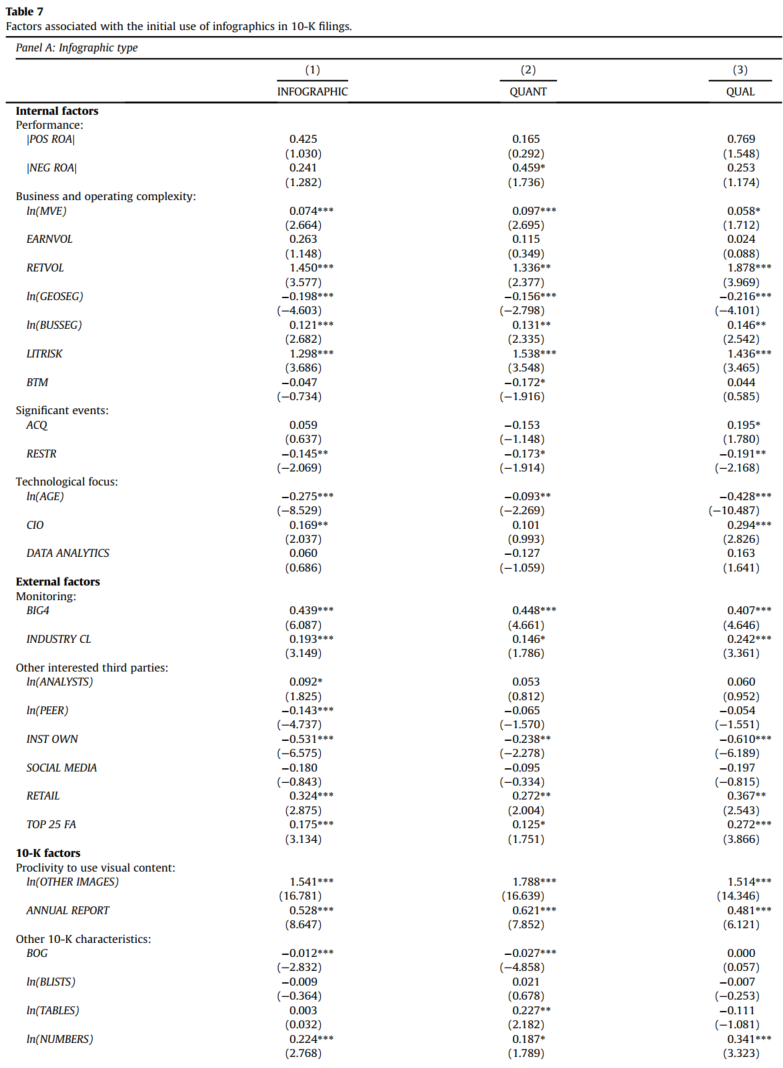 Table 7
Factors associated with the initial use of infographics in 10-K filings.
Panel A: Infographic type
(1) (2) (3)
INFOGRAPHIC QUANT QUAL
Internal factors
Performance:
|POS ROA| 0.425 0.165 0.769
(1.030) (0.292) (1.548)
|NEG ROA| 0.241 0.459* 0.253
(1.282) (1.736) (1.174)
Business and operating complexity:
ln(MVE) 0.074*** 0.097*** 0.058*
(2.664) (2.695) (1.712)
EARNVOL 0.263 0.115 0.024
(1.148) (0.349) (0.088)
RETVOL 1.450*** 1.336** 1.878***
(3.577) (2.377) (3.969)
ln(GEOSEG) −0.198*** −0.156*** −0.216***
(−4.603) (−2.798) (−4.101)
ln(BUSSEG) 0.121*** 0.131** 0.146**
(2.682) (2.335) (2.542)
LITRISK 1.298*** 1.538*** 1.436***
(3.686) (3.548) (3.465)
BTM −0.047 −0.172* 0.044
(−0.734) (−1.916) (0.585)
Significant events:
ACQ 0.059 −0.153 0.195*
(0.637) (−1.148) (1.780)
RESTR −0.145** −0.173* −0.191**
(−2.069) (−1.914) (−2.168)
Technological focus:
ln(AGE) −0.275*** −0.093** −0.428***
(−8.529) (−2.269) (−10.487)
CIO 0.169** 0.101 0.294***
(2.037) (0.993) (2.826)
DATA ANALYTICS 0.060 −0.127 0.163
(0.686) (−1.059) (1.641)
External factors
Monitoring:
BIG4 0.439*** 0.448*** 0.407***
(6.087) (4.661) (4.646)
INDUSTRY CL 0.193*** 0.146* 0.242***
(3.149) (1.786) (3.361)
Other interested third parties:
ln(ANALYSTS) 0.092* 0.053 0.060
(1.825) (0.812) (0.952)
ln(PEER) −0.143*** −0.065 −0.054
(−4.737) (−1.570) (−1.551)
INST OWN −0.531*** −0.238** −0.610***
(−6.575) (−2.278) (−6.189)
SOCIAL MEDIA −0.180 −0.095 −0.197
(−0.843) (−0.334) (−0.815)
RETAIL 0.324*** 0.272** 0.367**
(2.875) (2.004) (2.543)
TOP 25 FA 0.175*** 0.125* 0.272***
(3.134) (1.751) (3.866)
10-K factors
Proclivity to use visual content:
ln(OTHER IMAGES) 1.541*** 1.788*** 1.514***
(16.781) (16.639) (14.346)
ANNUAL REPORT 0.528*** 0.621*** 0.481***
(8.647) (7.852) (6.121)
Other 10-K characteristics:
BOG −0.012*** −0.027*** 0.000
(−2.832) (−4.858) (0.057)
ln(BLISTS) −0.009 0.021 −0.007
(−0.364) (0.678) (−0.253)
ln(TABLES) 0.003 0.227** −0.111
(0.032) (2.182) (−1.081)
ln(NUMBERS) 0.224*** 0.187* 0.341***
(2.768) (1.789) (3.323)